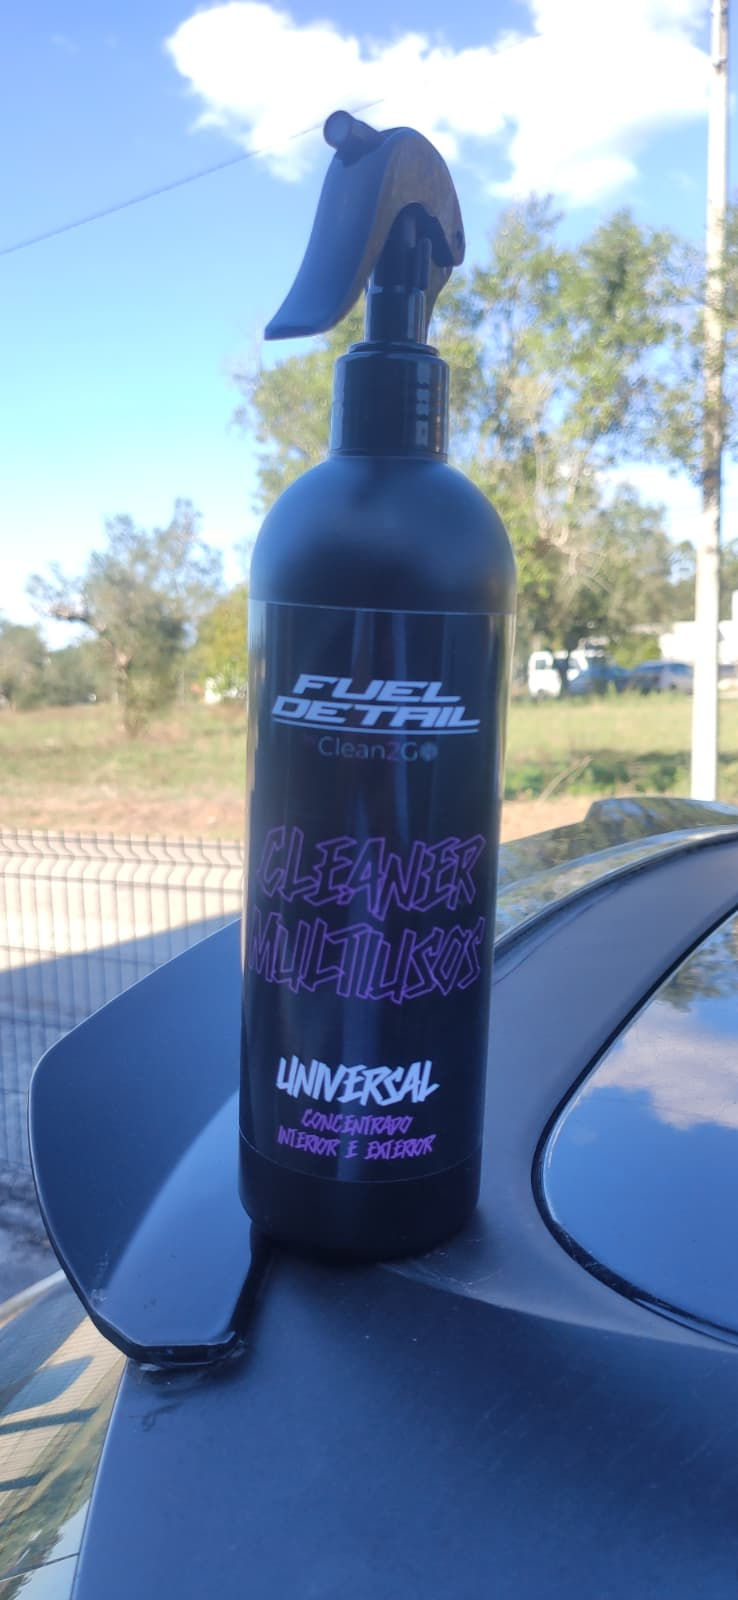 FUEL
DETAIL
Clean2Go
CLEANER
MULTIUSOS
UNIVERSAL
CONCENTRADO
INTERIOR E EXTERIOR